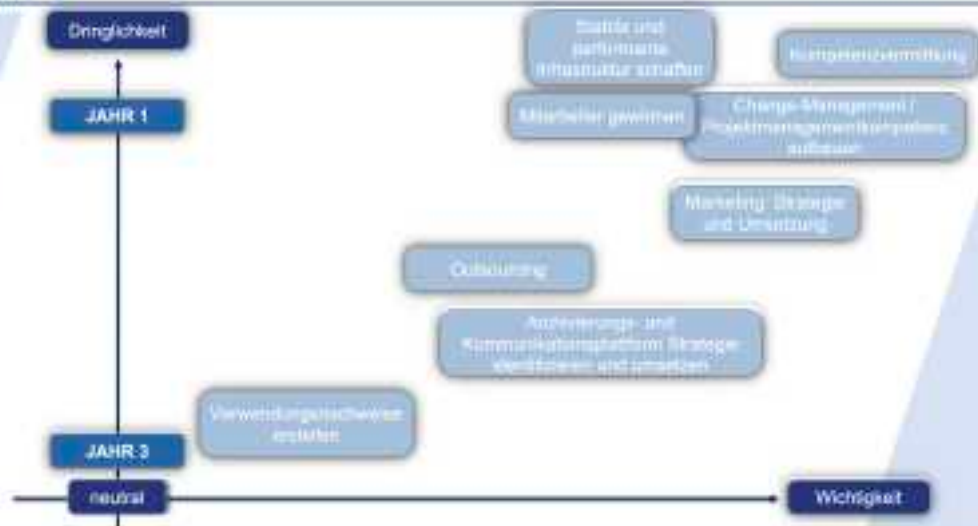 Dringlichkeit
Stabile und
performante
Infrastruktur schaffen
Kompetenzvermittlung
JAHR 1
Mitarbeiter gewinnen
Change-Management /
Projektmanagementkompetenz
aufbauen
Marketing: Strategie
und Umsetzung
Outsourcing
Archivierungs- und
Kommunikationsplattform Strategie
identifizieren und umsetzen
Verwendungsnachweise
erstellen
JAHR 3
neutral
Wichtigkeit